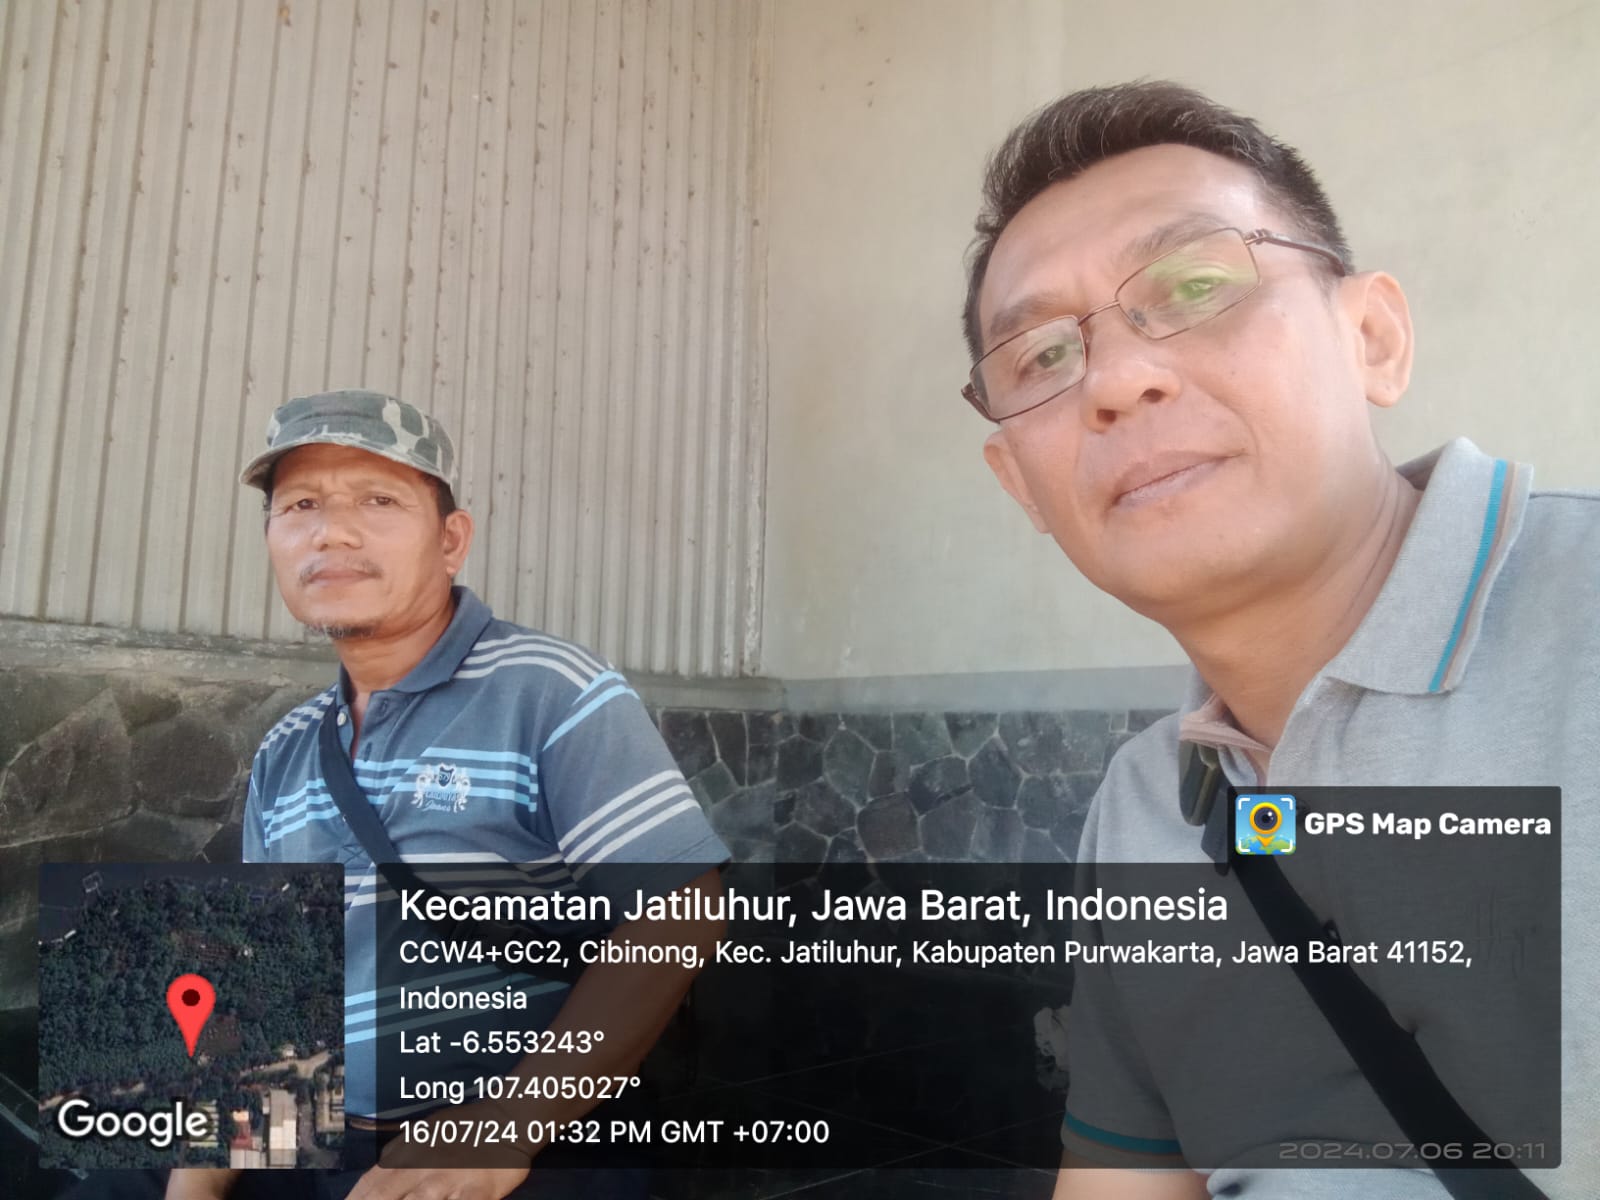 GPS Map Camera
Kecamatan Jatiluhur, Jawa Barat, Indonesia
CCW4+GC2, Cibinong, Kec. Jatiluhur, Kabupaten Purwakarta, Jawa Barat 41152,
Indonesia
Lat -6.553243°
Long 107.405027°
16/07/24 01:32 PM GMT +07:00
Google
2024.07.06 20:11